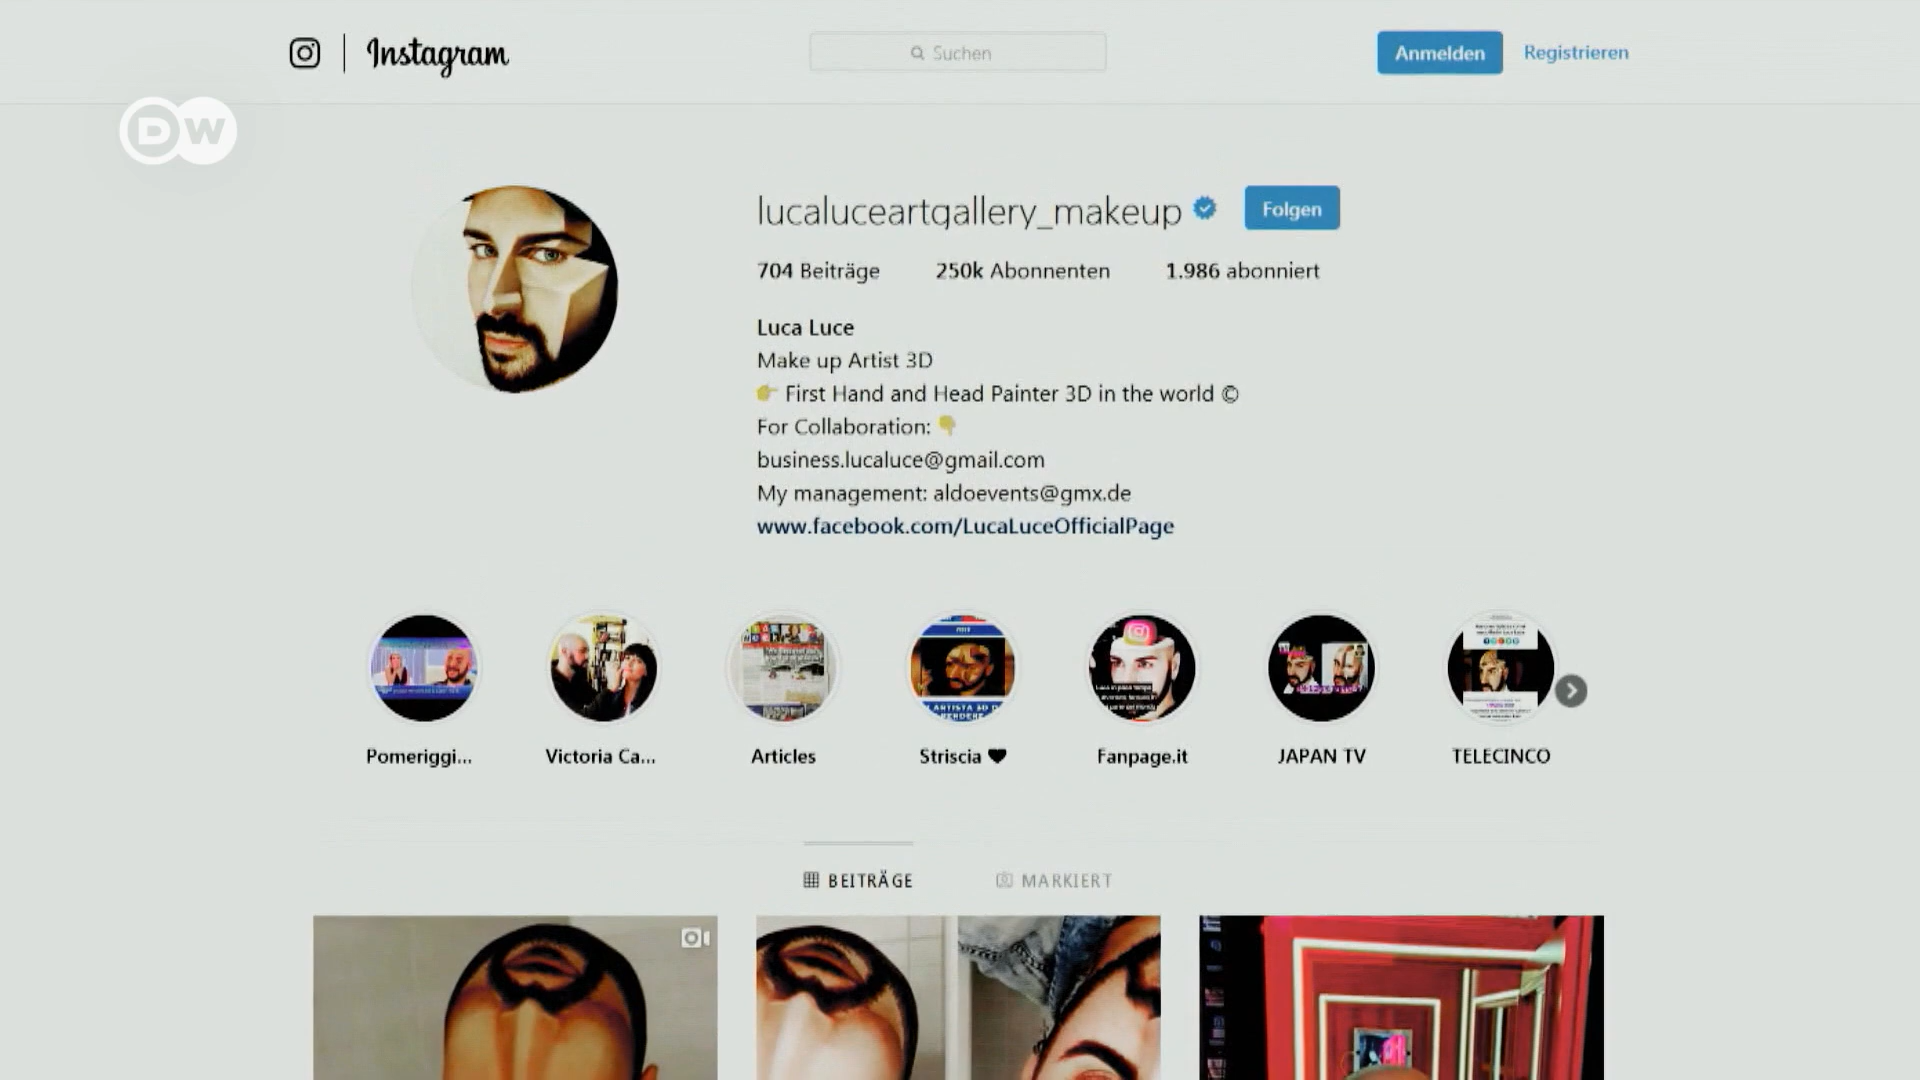 Instagram
Suchen
Anmelden
Registrieren
DW
lucaluceartgallery_makeup
Folgen
704 Beiträge 250k Abonnenten 1.986 abonniert
Luca Luce
Make up Artist 3D
👉 First Hand and Head Painter 3D in the world ©
For Collaboration: 👇
business.lucaluce@gmail.com
My management: aldoevents@gmx.de
www.facebook.com/LucaLuceOfficialPage
Pomeriggi...
Victoria Ca...
Articles
Striscia ♥
Fanpage.it
JAPAN TV
TELECINCO
BEITRÄGE
MARKIERT